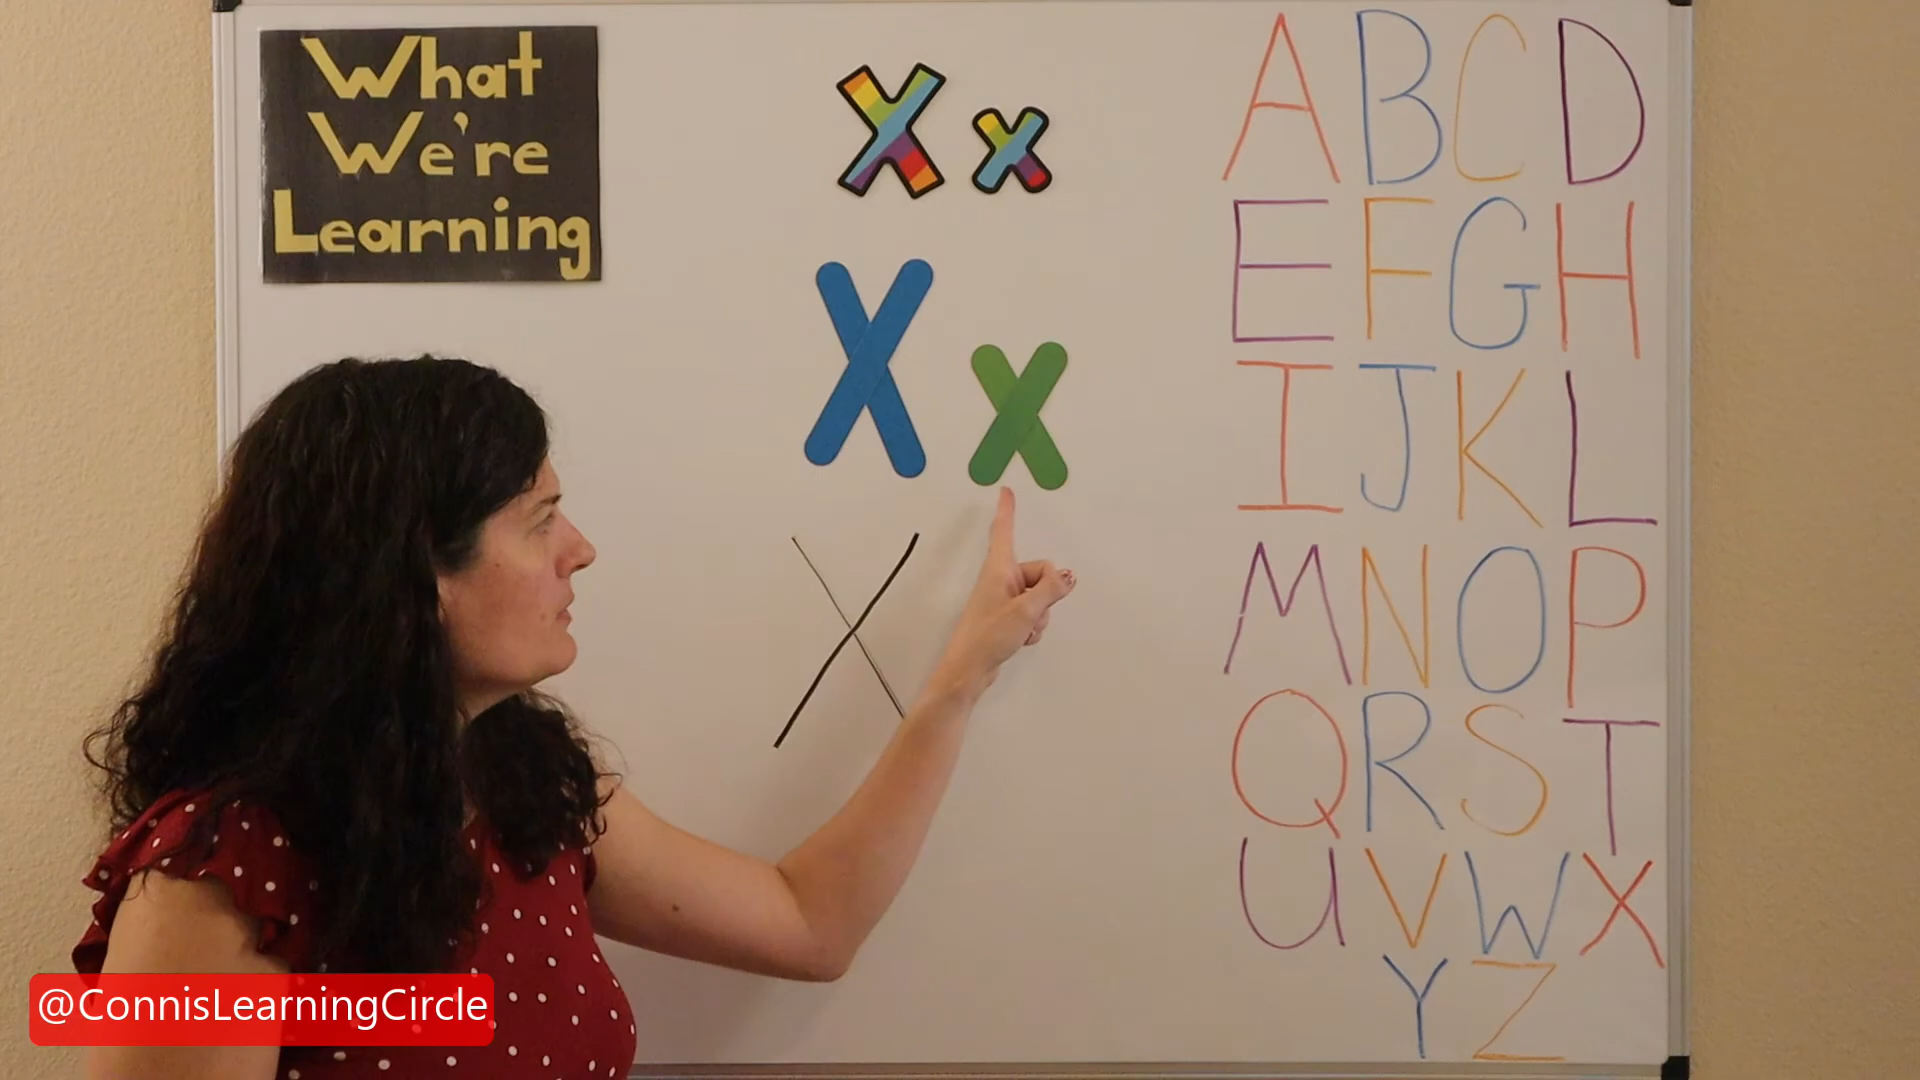 What
We're
Learning
X x
X x
X
A B C D
E F G H
I J K L
M N O P
Q R S T
U V W X
Y Z
@ConnisLearningCircle